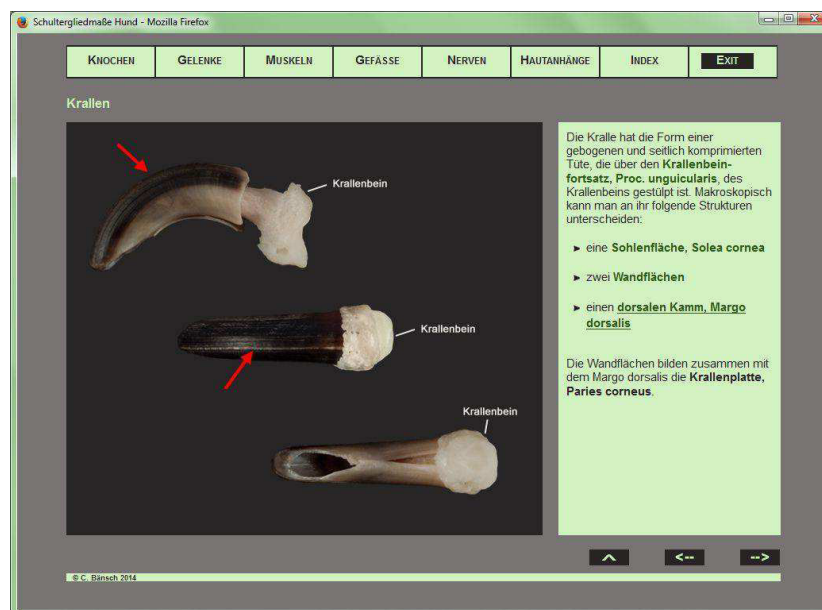 Schultergliedmaße Hund - Mozilla Firefox
KNOCHEN GELENKE MUSKELN GEFÄSSE NERVEN HAUTANHÄNGE INDEX EXIT
Krallen
Krallenbein
Krallenbein
Krallenbein
Die Kralle hat die Form einer
gebogenen und seitlich komprimierten
Tüte, die über den Krallenbein-
fortsatz, Proc. unguicularis, des
Krallenbeins gestülpt ist. Makroskopisch
kann man an ihr folgende Strukturen
unterscheiden:
► eine Sohlenfläche, Solea cornea
► zwei Wandflächen
► einen dorsalen Kamm, Margo
dorsalis
Die Wandflächen bilden zusammen mit
dem Margo dorsalis die Krallenplatte,
Paries corneus.
^ <-- -->
© C. Bänsch 2014